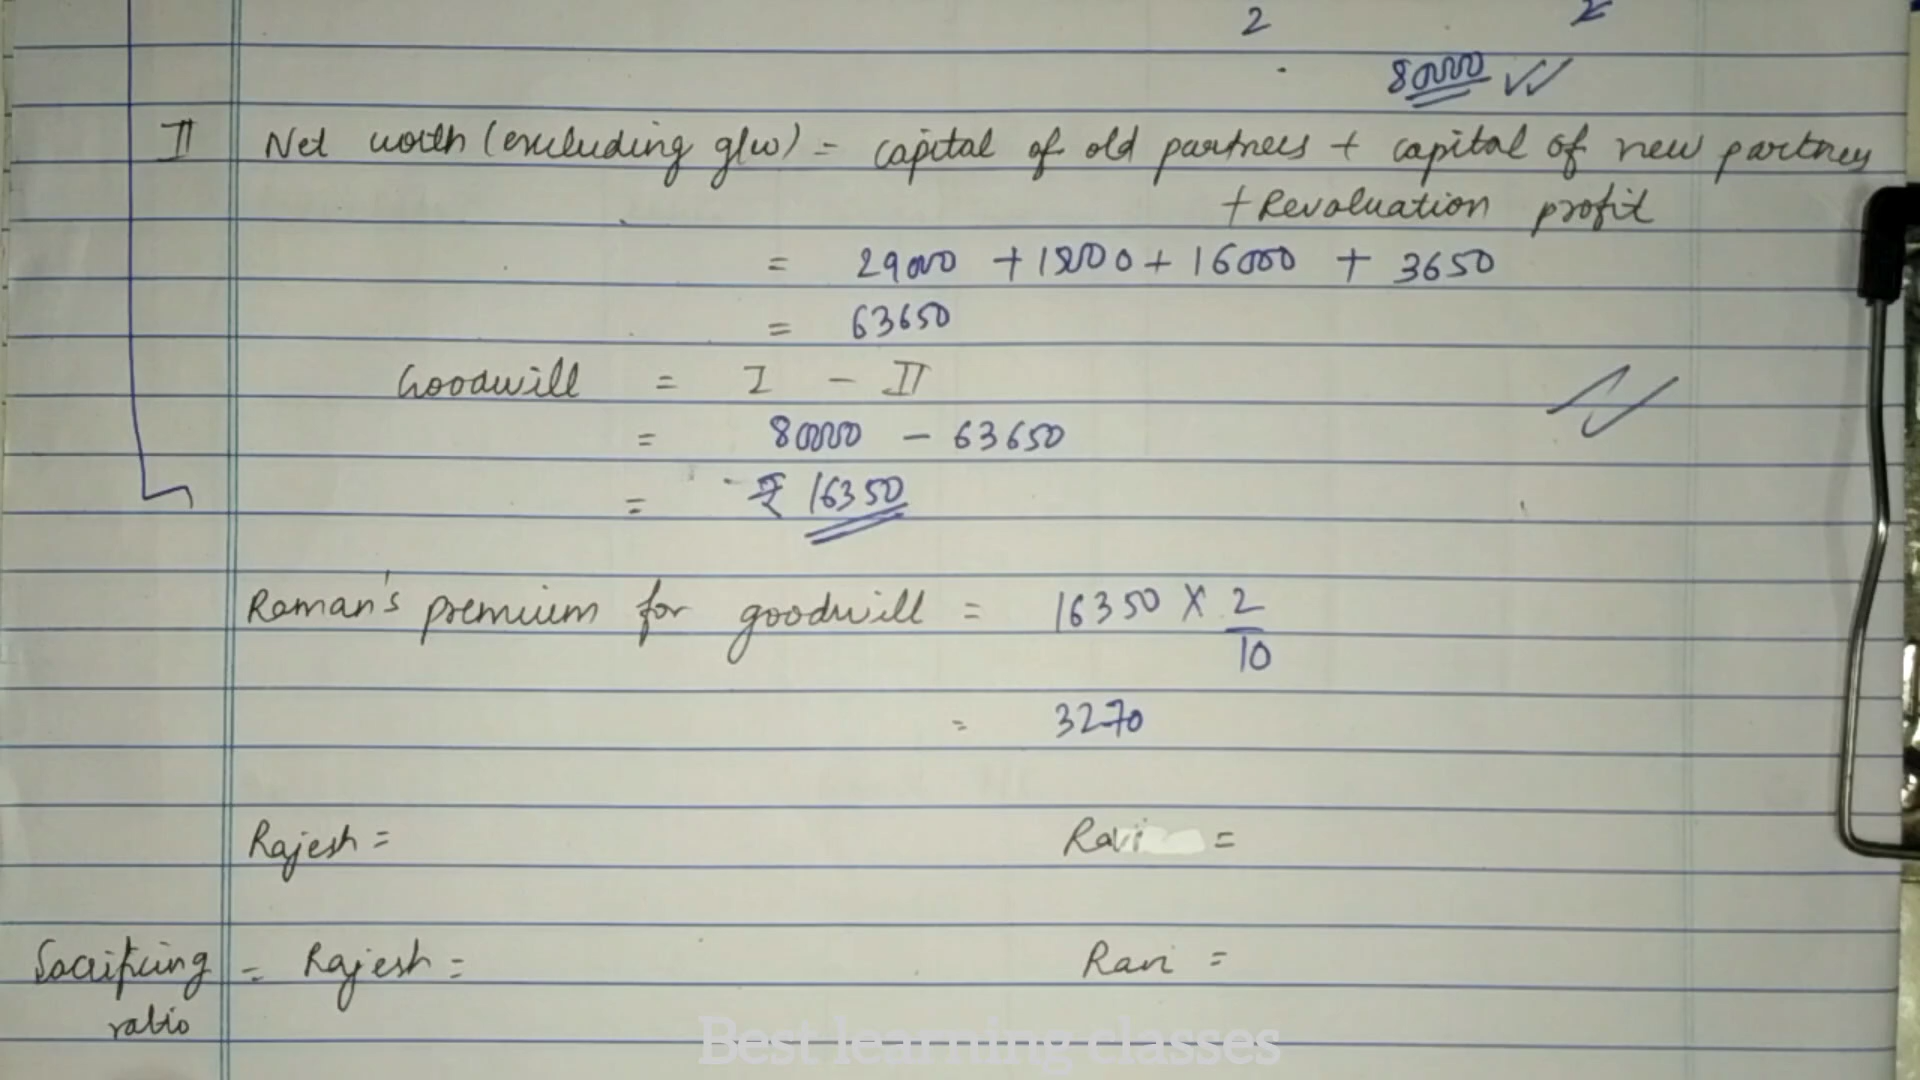 2 2
80000
II Net worth (excluding g/w) = capital of old partners + capital of new partner
+ Revaluation profit
= 29000 + 15000 + 16000 + 3650
= 63650
Goodwill = I - II
= 80000 - 63650
= ₹ 16350
Raman's premium for goodwill = 16350 X 2
10
= 3270
Rajesh = Ravi =
Sacrificing = Rajesh = Ravi =
ratio
Best learning classes